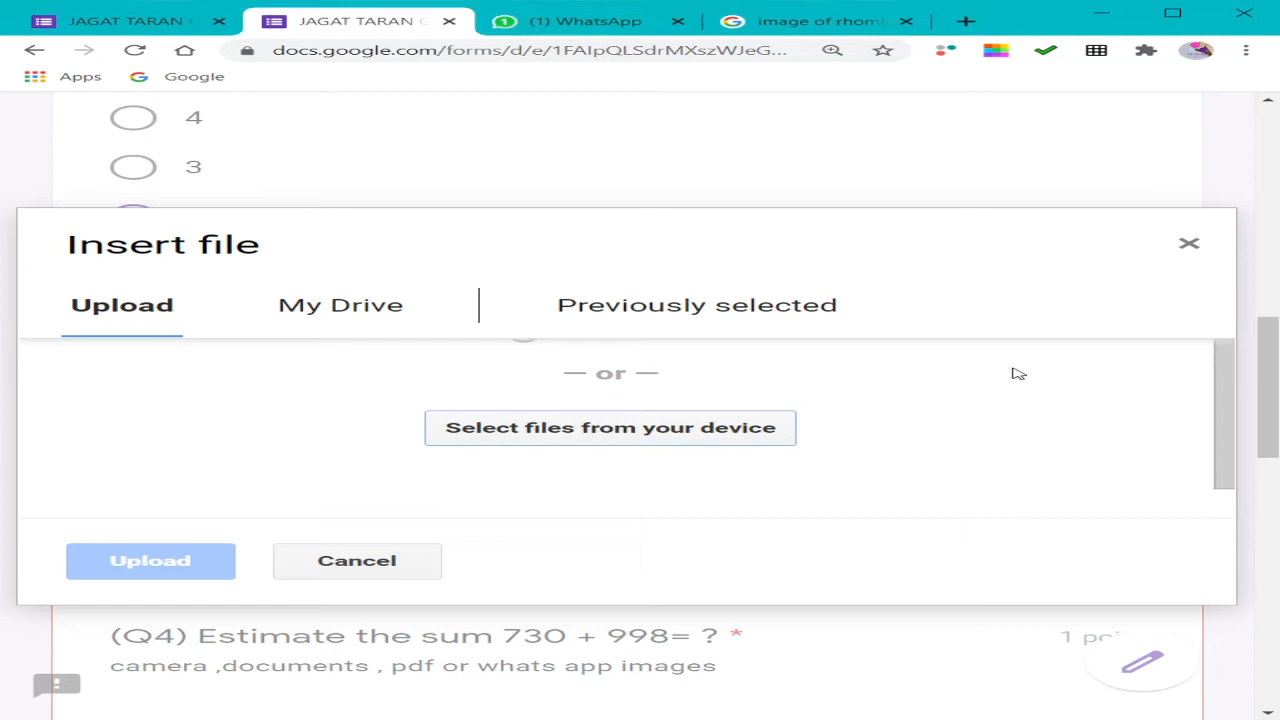 JAGAT TARAN
JAGAT TARAN
(1) WhatsApp
image of rhom
docs.google.com/forms/d/e/1FAIpQLSdrMXszWJeG...
Apps
Google
4
3
Insert file
Upload
My Drive
Previously selected
— or —
Select files from your device
Upload
Cancel
(Q4) Estimate the sum 730 + 998= ? *
1
camera ,documents , pdf or whats app images